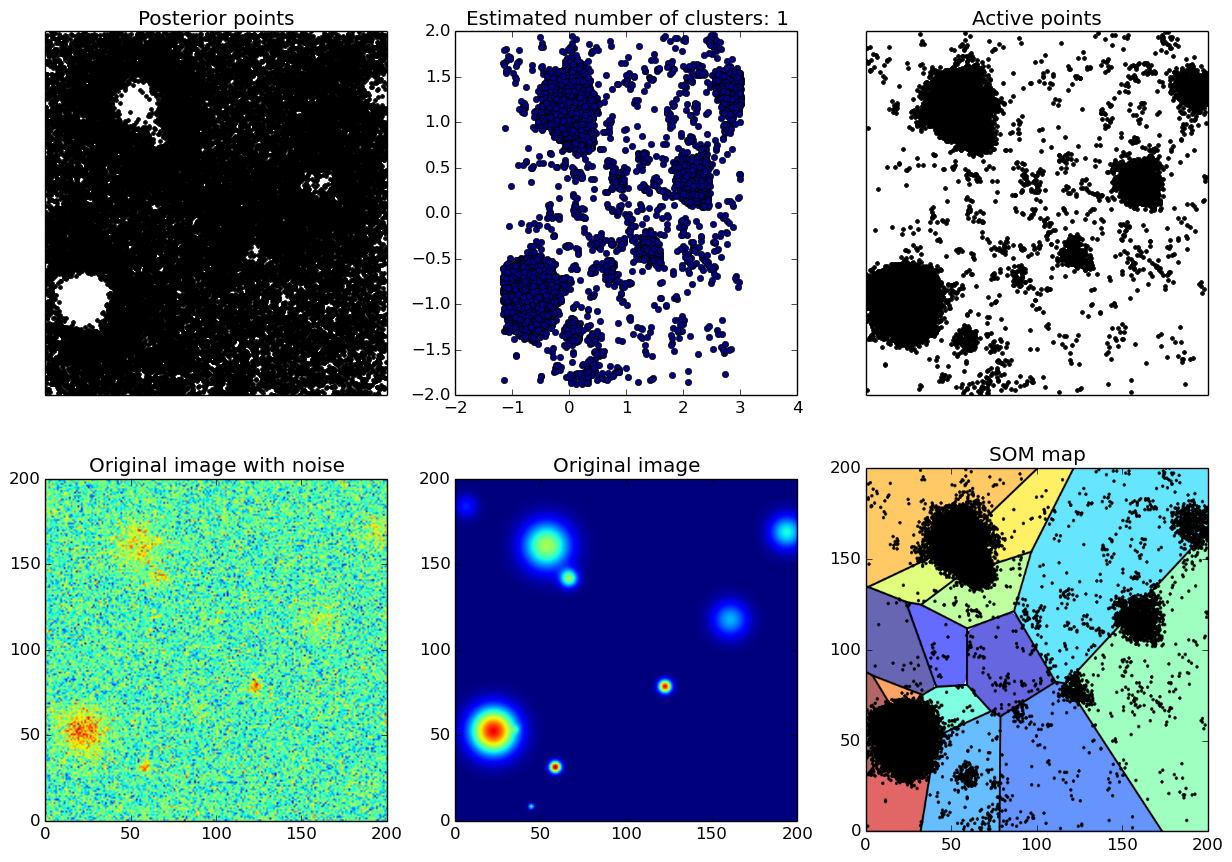 Posterior points
Estimated number of clusters: 1
Active points
2.0
1.5
1.0
0.5
0.0
−0.5
−1.0
−1.5
−2.0
−2 −1 0 1 2 3 4
Original image with noise
200
150
100
50
0
0 50 100 150 200
Original image
200
150
100
50
0
0 50 100 150 200
SOM map
200
150
100
50
0
0 50 100 150 200